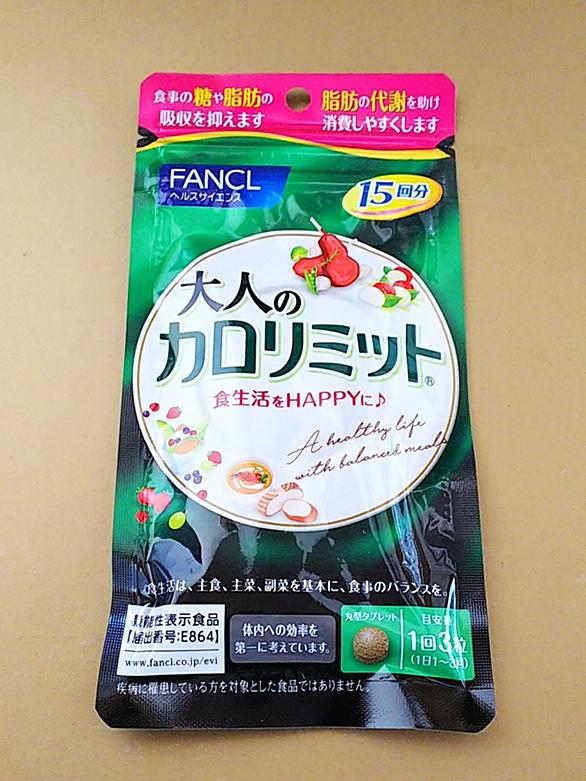 食事の糖や脂肪の
吸収を抑えます
脂肪の代謝を助け
消費しやすくします
FANCL
ヘルスサイエンス
15回分
大人の
カロリミット®
食生活をHAPPYに♪
A healthy life
with balanced meals
食生活は、主食、主菜、副菜を基本に、食事のバランスを。
機能性表示食品
【届出番号:E864】
www.fancl.co.jp/evi
体内への効率を
第一に考えています。
丸型タブレット
目安量
1回3粒
(1日1〜3回)
疾病に罹患している方を対象とした食品ではありません